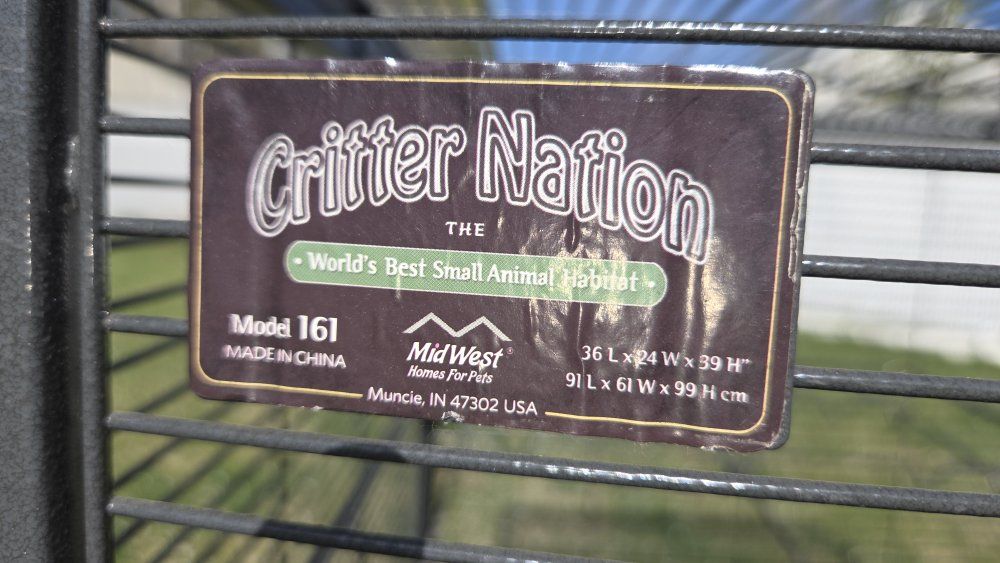 Critter Nation
THE
• World's Best Small Animal Habitat •
Model 161
MADE IN CHINA
MidWest®
Homes For Pets
36 L x 24 W x 39 H"
91 L x 61 W x 99 H cm
Muncie, IN 47302 USA